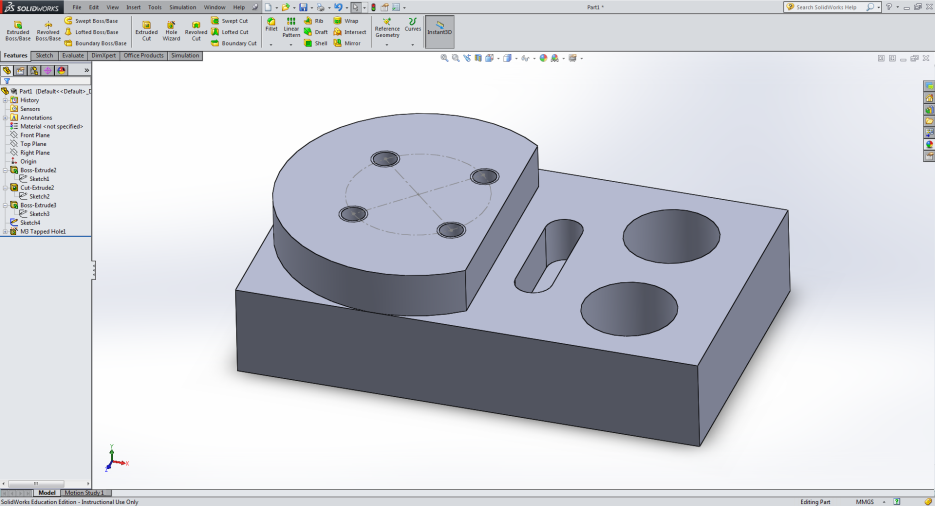 SOLIDWORKS File Edit View Insert Tools Simulation Window Help Part1 * Search SolidWorks Help
Extruded Boss/Base
Revolved Boss/Base
Swept Boss/Base
Lofted Boss/Base
Boundary Boss/Base
Extruded Cut
Hole Wizard
Revolved Cut
Swept Cut
Lofted Cut
Boundary Cut
Fillet
Linear Pattern
Rib
Draft
Shell
Wrap
Intersect
Mirror
Reference Geometry
Curves
Instant3D
Features Sketch Evaluate DimXpert Office Products Simulation
Part1 (Default<<Default>_D
History
Sensors
Annotations
Material <not specified>
Front Plane
Top Plane
Right Plane
Origin
Boss-Extrude2
Sketch1
Cut-Extrude2
Sketch2
Boss-Extrude3
Sketch3
Sketch4
M3 Tapped Hole1
Y
X
Z
Model Motion Study 1
SolidWorks Education Edition - Instructional Use Only Editing Part MMGS